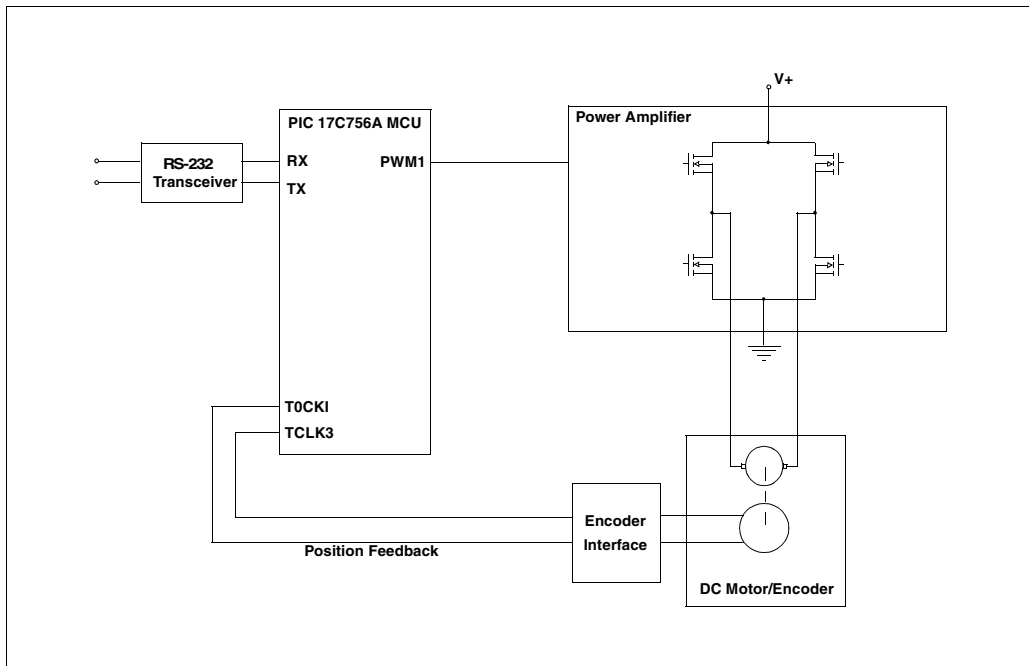 V+
PIC 17C756A MCU
Power Amplifier
RS-232
Transceiver
RX
TX
PWM1
T0CKI
TCLK3
Encoder
Interface
Position Feedback
DC Motor/Encoder